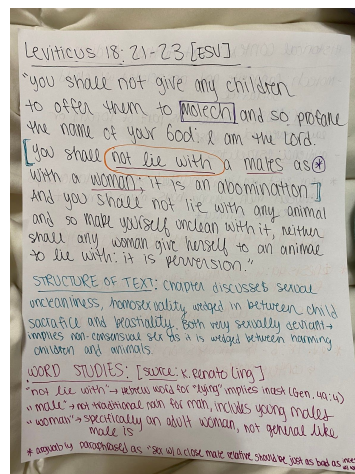 Leviticus 18:21-23 [ESV]
"you shall not give any children
to offer them to Molech and so profane
the name of your God: I am the Lord.
[you shall not lie with a males as *
with a woman; it is an abomination.]
And you shall not lie with any animal
and so make yourself unclean with it, neither
shall any woman give herself to an animal
to lie with: it is perversion."
STRUCTURE OF TEXT: chapter discusses sexual
uncleanliness, homosexuality wedged in between child
sacrafice and beastiality. Both very sexually deviant →
implies non-consensual sex as it is wedged between harming
children and animals.
WORD STUDIES: [source: K. Renato Ling]
"not lie with" → Hebrew word for "lying" implies incest (Gen. 49:4)
"male" → not traditional noun for man, includes young males
"woman" → specifically an adult woman, not general like
male is
* arguably paraphrased as "sex w/ a close male relative should be just as bad as